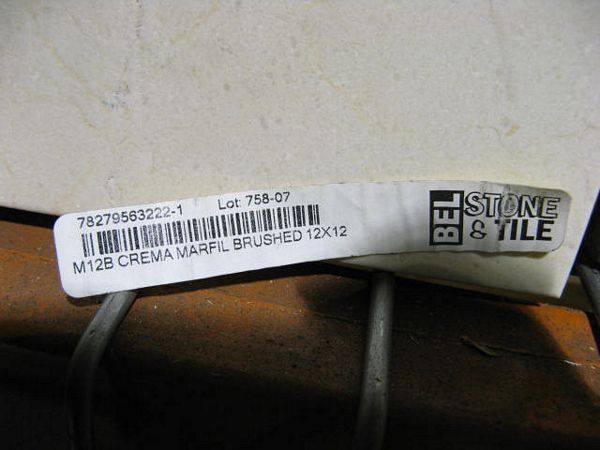 78279563222-1 Lot: 758-07
M12B CREMA MARFIL BRUSHED 12X12
BEL STONE
& TILE